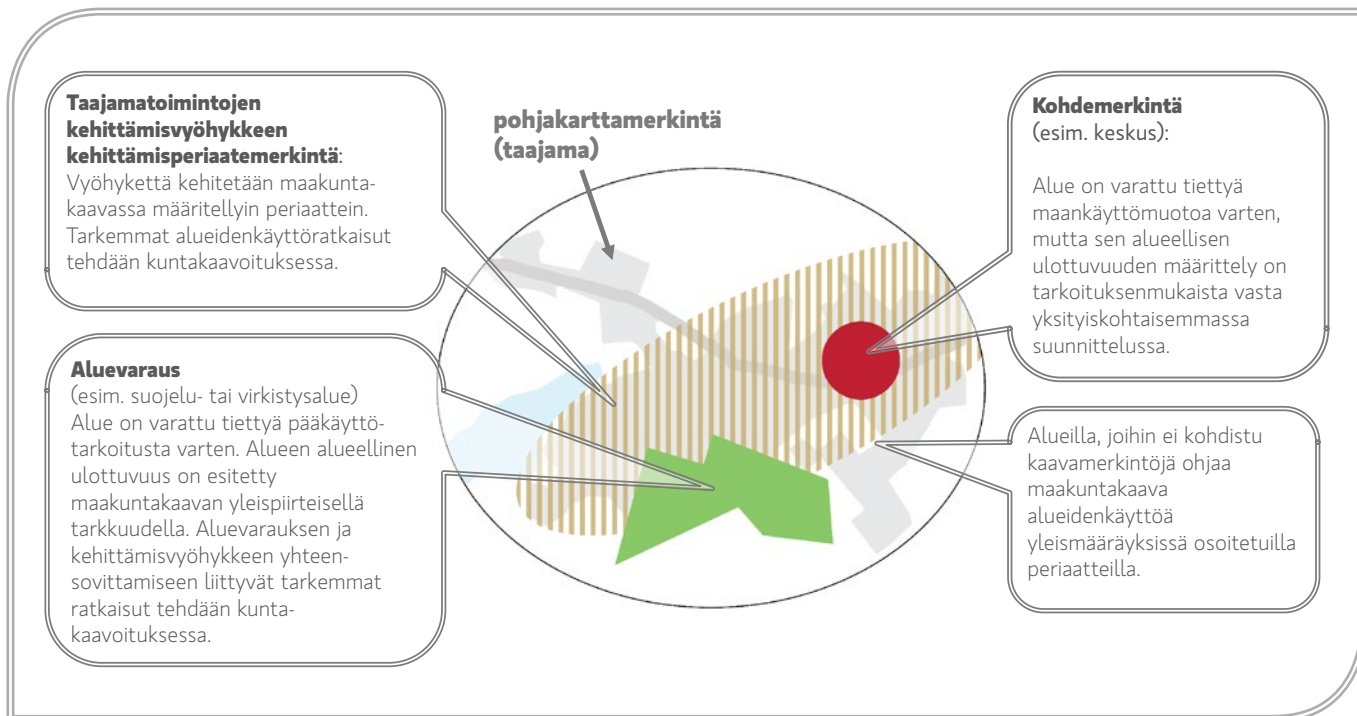 Taajamatoimintojen
kehittämisvyöhykkeen
kehittämisperiaatemerkintä:
Vyöhykettä kehitetään maakunta-
kaavassa määritellyin periaattein.
Tarkemmat alueidenkäyttöratkaisut
tehdään kuntakaavoituksessa.
pohjakarttamerkintä
(taajama)
Kohdemerkintä
(esim. keskus):
Alue on varattu tiettyä
maankäyttömuotoa varten,
mutta sen alueellisen
ulottuvuuden määrittely on
tarkoituksenmukaista vasta
yksityiskohtaisemmassa
suunnittelussa.
Aluevaraus
(esim. suojelu- tai virkistysalue)
Alue on varattu tiettyä pääkäyttö-
tarkoitusta varten. Alueen alueellinen
ulottuvuus on esitetty
maakuntakaavan yleispiirteisellä
tarkkuudella. Aluevarauksen ja
kehittämisvyöhykkeen yhteen-
sovittamiseen liittyvät tarkemmat
ratkaisut tehdään kunta-
kaavoituksessa.
Alueilla, joihin ei kohdistu
kaavamerkintöjä ohjaa
maakuntakaava
alueidenkäyttöä
yleismääräyksissä osoitetuilla
periaatteilla.